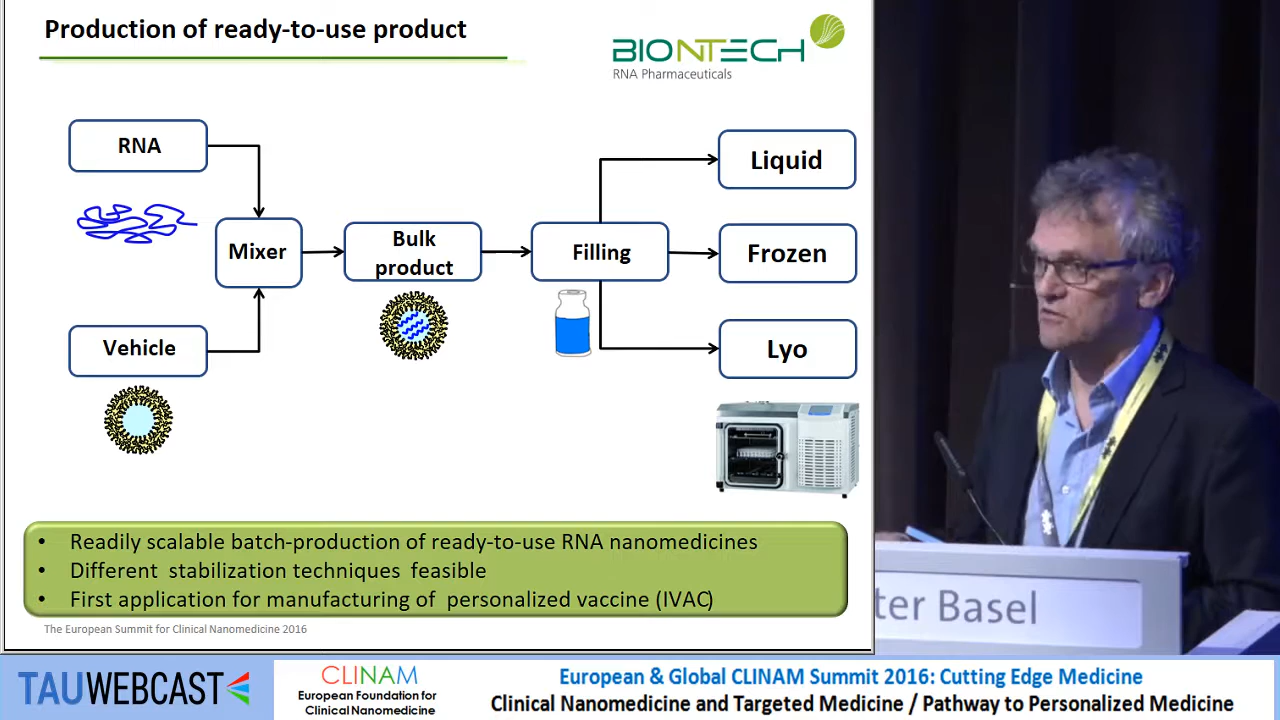 Production of ready-to-use product
BIONTECH
RNA Pharmaceuticals
RNA
Vehicle
Mixer
Bulk
product
Filling
Liquid
Frozen
Lyo
• Readily scalable batch-production of ready-to-use RNA nanomedicines
• Different stabilization techniques feasible
• First application for manufacturing of personalized vaccine (IVAC)
The European Summit for Clinical Nanomedicine 2016
ter Basel
TAUWEBCAST
CLINAM
European Foundation for
Clinical Nanomedicine
European & Global CLINAM Summit 2016: Cutting Edge Medicine
Clinical Nanomedicine and Targeted Medicine / Pathway to Personalized Medicine